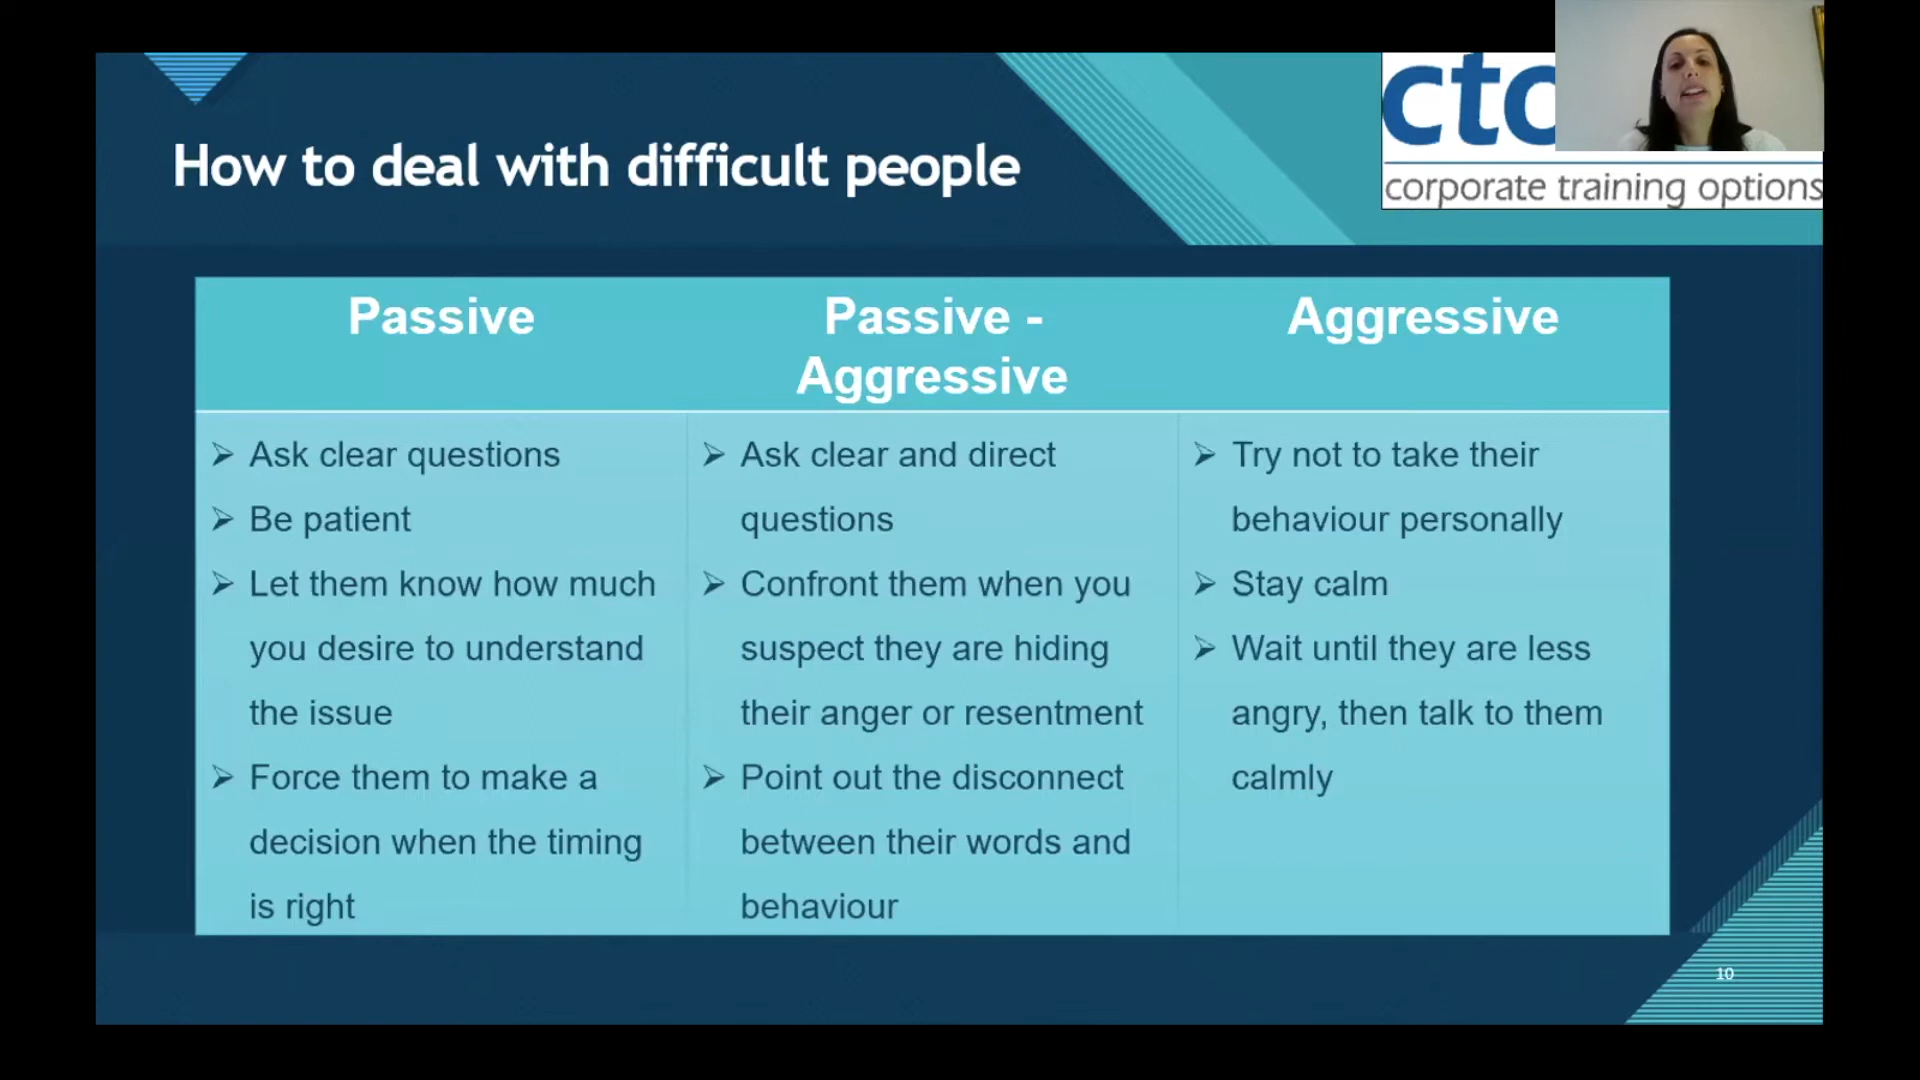 cto
corporate training options
How to deal with difficult people
Passive
Passive -
Aggressive
Aggressive
➢ Ask clear questions
➢ Be patient
➢ Let them know how much
you desire to understand
the issue
➢ Force them to make a
decision when the timing
is right
➢ Ask clear and direct
questions
➢ Confront them when you
suspect they are hiding
their anger or resentment
➢ Point out the disconnect
between their words and
behaviour
➢ Try not to take their
behaviour personally
➢ Stay calm
➢ Wait until they are less
angry, then talk to them
calmly
10